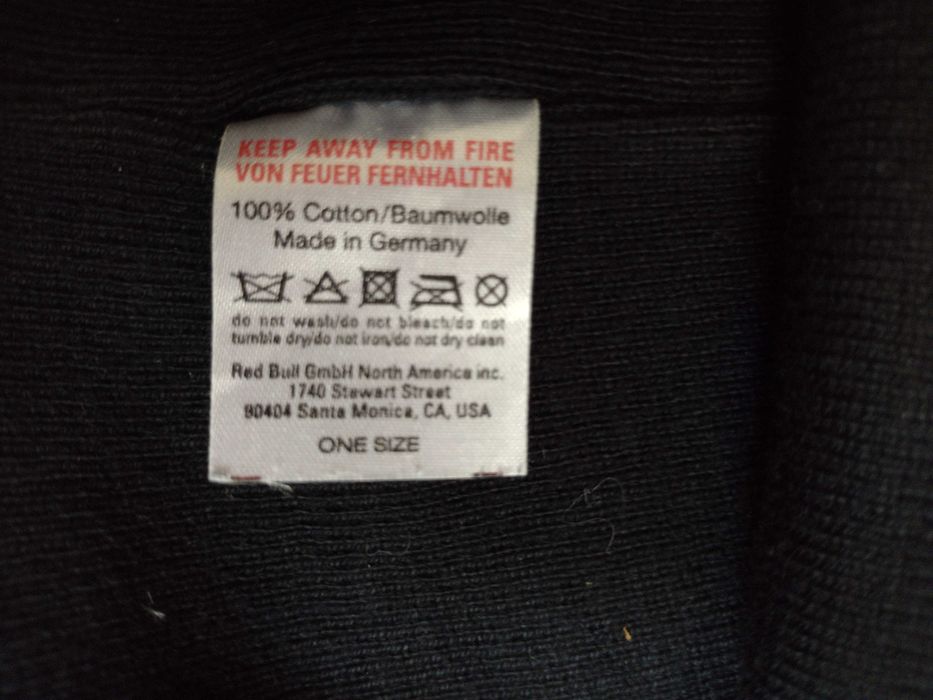 KEEP AWAY FROM FIRE
VON FEUER FERNHALTEN
100% Cotton/Baumwolle
Made in Germany
do not wash/do not bleach/do not
tumble dry/do not iron/do not dry clean
Red Bull GmbH North America inc.
1740 Stewart Street
90404 Santa Monica, CA, USA
ONE SIZE